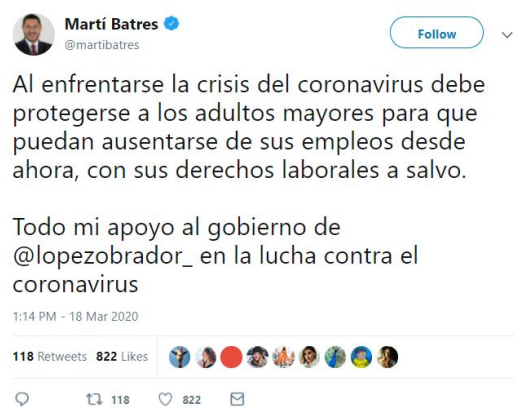 Martí Batres
@martibatres
Follow
Al enfrentarse la crisis del coronavirus debe
protegerse a los adultos mayores para que
puedan ausentarse de sus empleos desde
ahora, con sus derechos laborales a salvo.
Todo mi apoyo al gobierno de
@lopezobrador_ en la lucha contra el
coronavirus
1:14 PM - 18 Mar 2020
118 Retweets 822 Likes
118 822